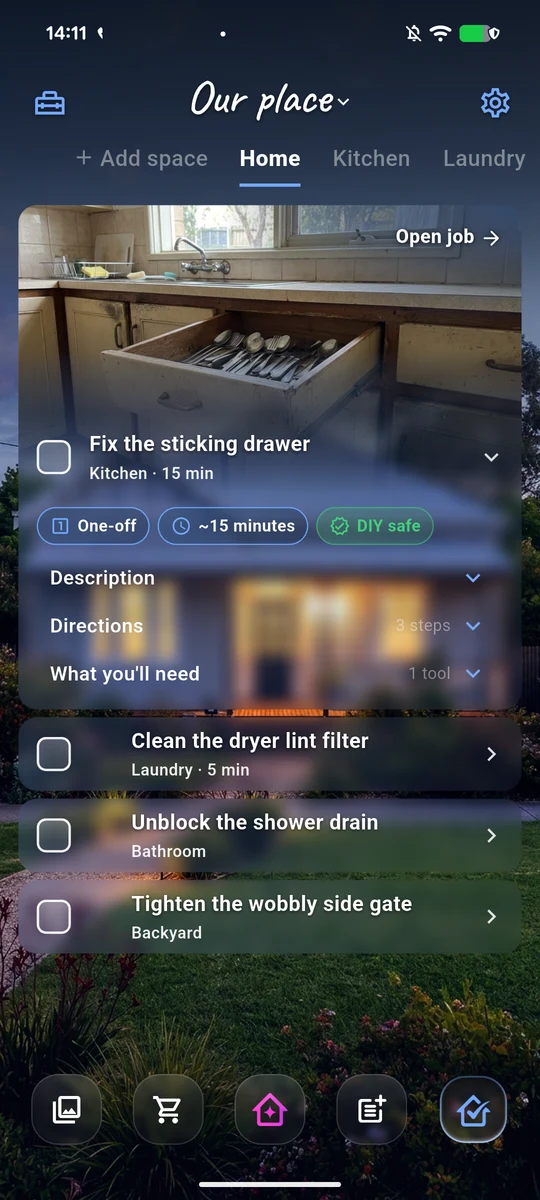 14:11
Our place
+ Add space
Home
Kitchen
Laundry
Open job →
Fix the sticking drawer
Kitchen · 15 min
1 One-off
~15 minutes
DIY safe
Description
Directions
3 steps
What you'll need
1 tool
Clean the dryer lint filter
Laundry · 5 min
Unblock the shower drain
Bathroom
Tighten the wobbly side gate
Backyard